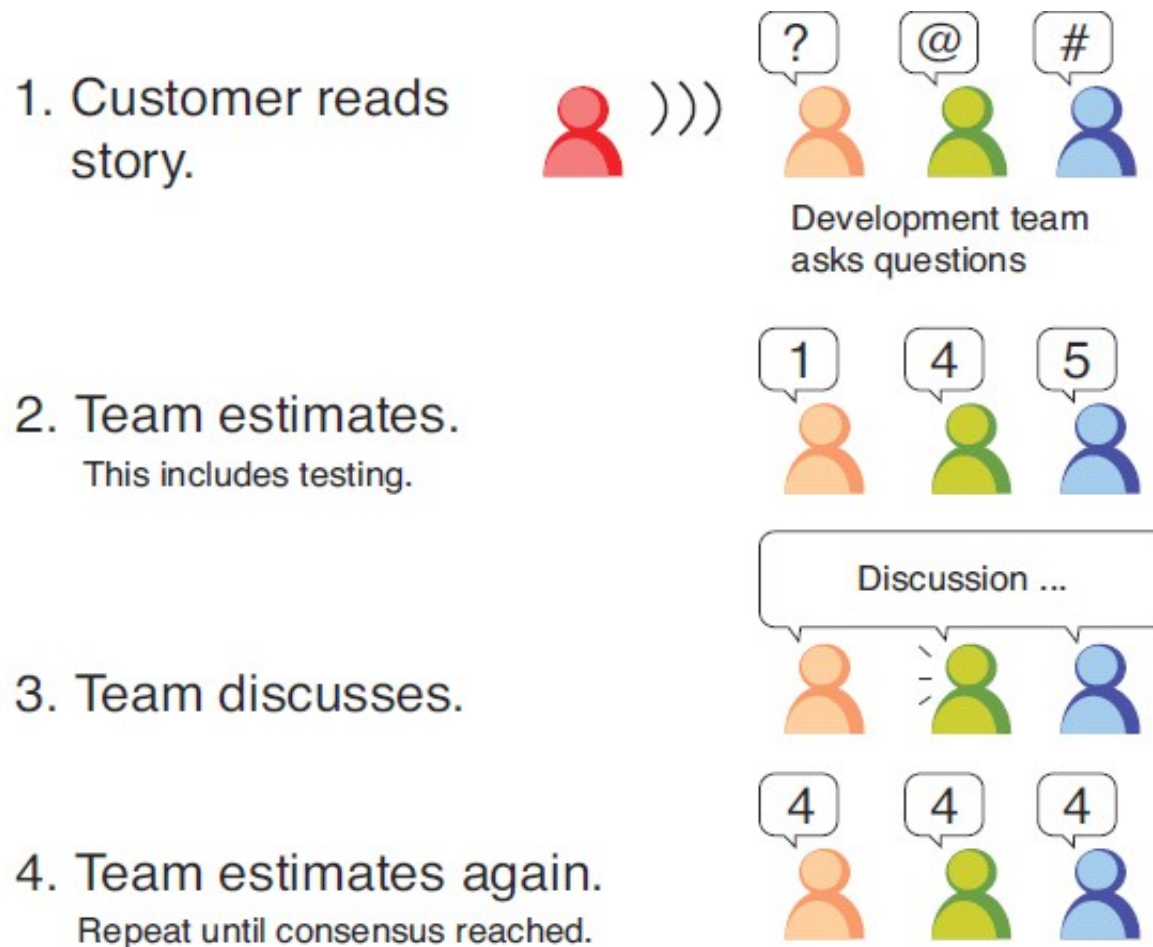 ?
@
#
1. Customer reads
story.
Development team
asks questions
1
4
5
2. Team estimates.
This includes testing.
Discussion ...
3. Team discusses.
4
4
4
4. Team estimates again.
Repeat until consensus reached.